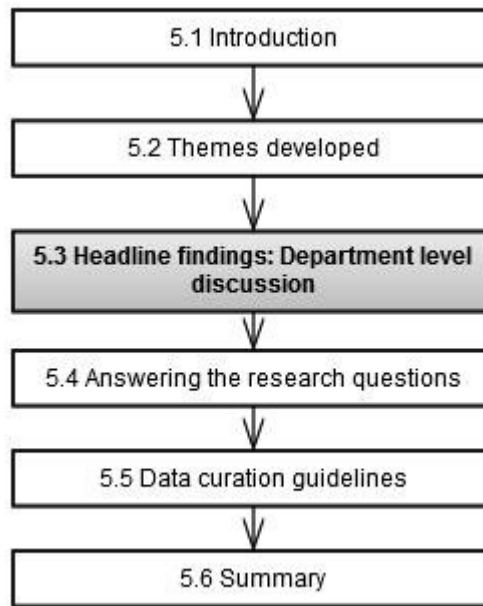 5.1 Introduction
5.2 Themes developed
5.3 Headline findings: Department level
discussion
5.4 Answering the research questions
5.5 Data curation guidelines
5.6 Summary